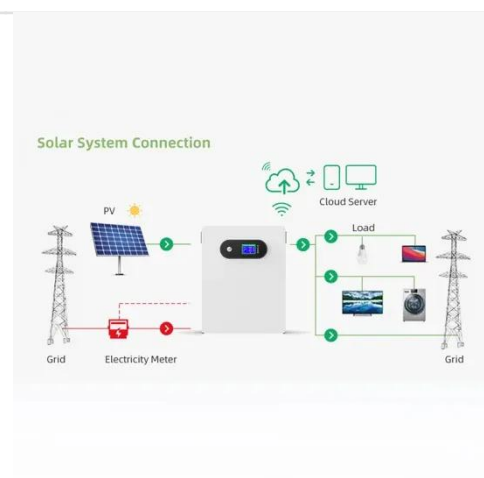 Solar System Connection
Cloud Server
PV
Load
Grid
Electricity Meter
Grid